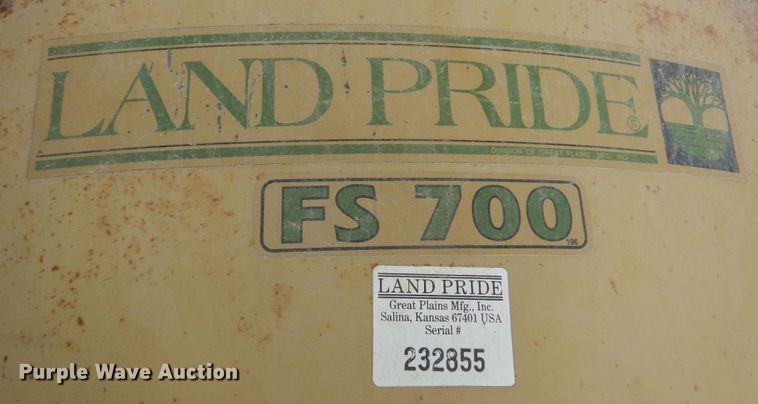 LAND PRIDE ®
DIVISION OF GREAT PLAINS MFG., INC.
FS 700
196
LAND PRIDE
Great Plains Mfg., Inc.
Salina, Kansas 67401 USA
Serial #
232855
Purple Wave Auction